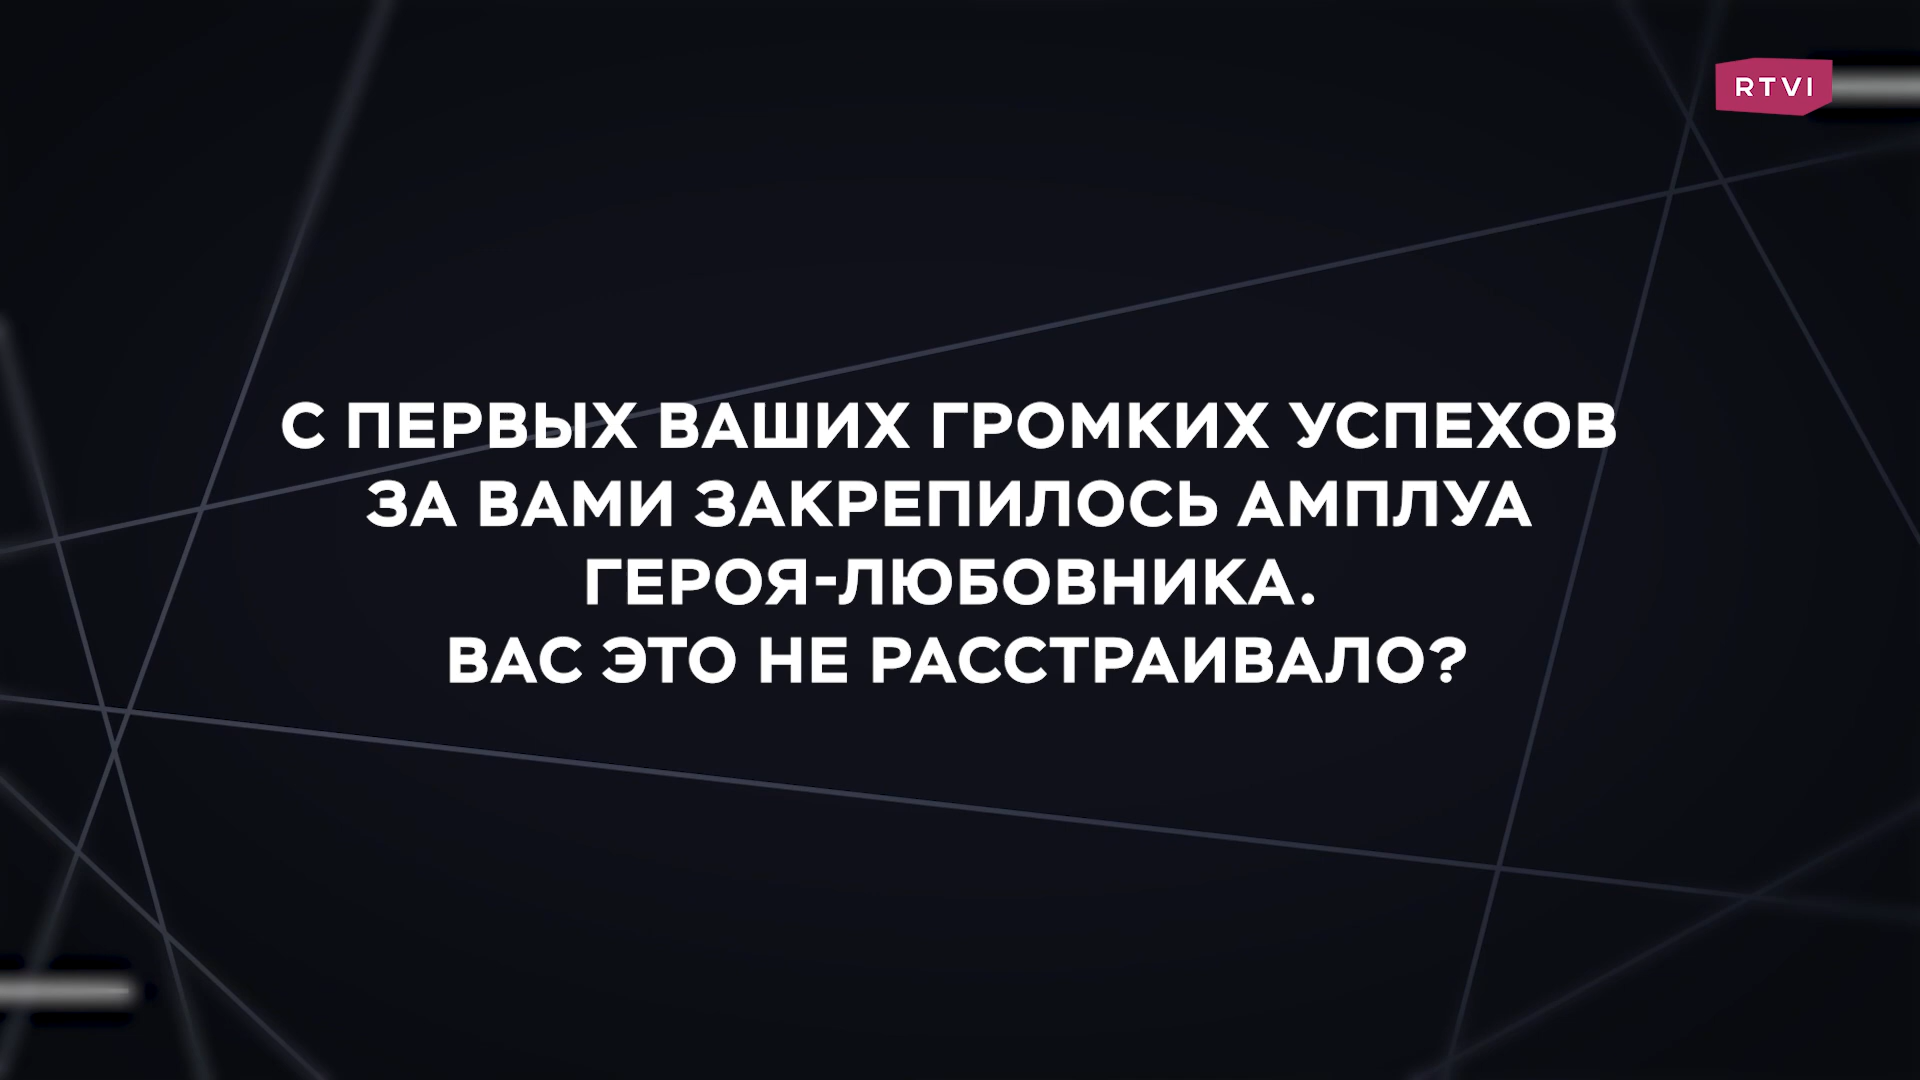 RTVI
С ПЕРВЫХ ВАШИХ ГРОМКИХ УСПЕХОВ
ЗА ВАМИ ЗАКРЕПИЛОСЬ АМПЛУА
ГЕРОЯ-ЛЮБОВНИКА.
ВАС ЭТО НЕ РАССТРАИВАЛО?